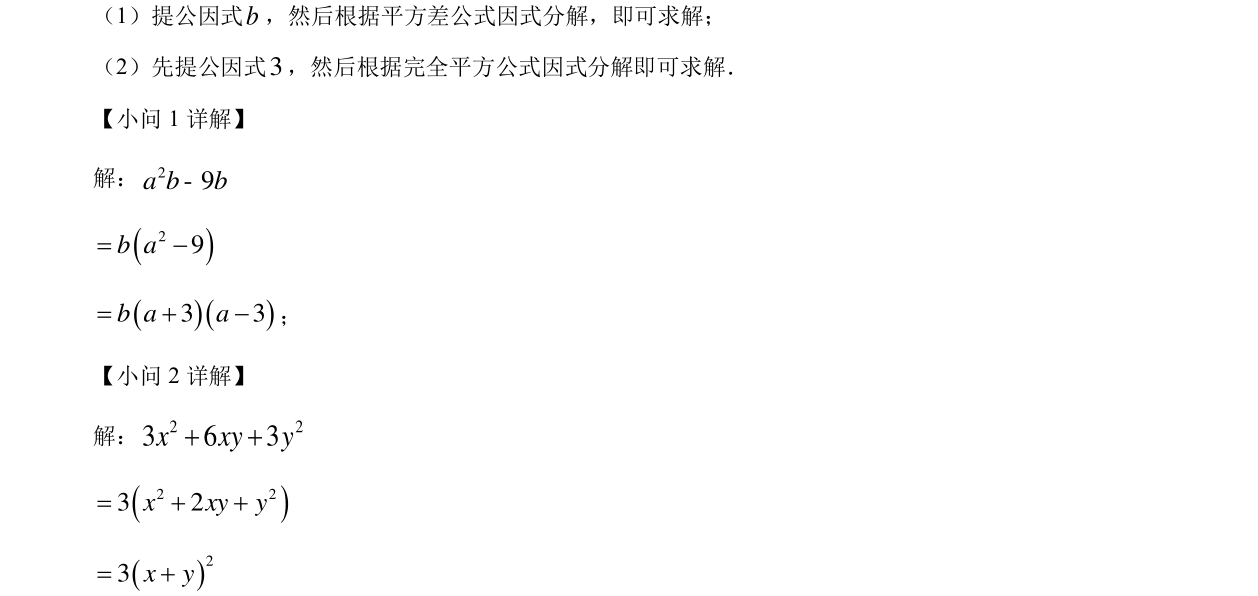 （1）提公因式b，然后根据平方差公式因式分解，即可求解；
（2）先提公因式3，然后根据完全平方公式因式分解即可求解．
【小问 1 详解】
解：a²b- 9b
=b(a²−9)
=b(a+3)(a−3)；
【小问 2 详解】
解：3x²+6xy+3y²
=3(x²+2xy+y²)
=3(x+y)²